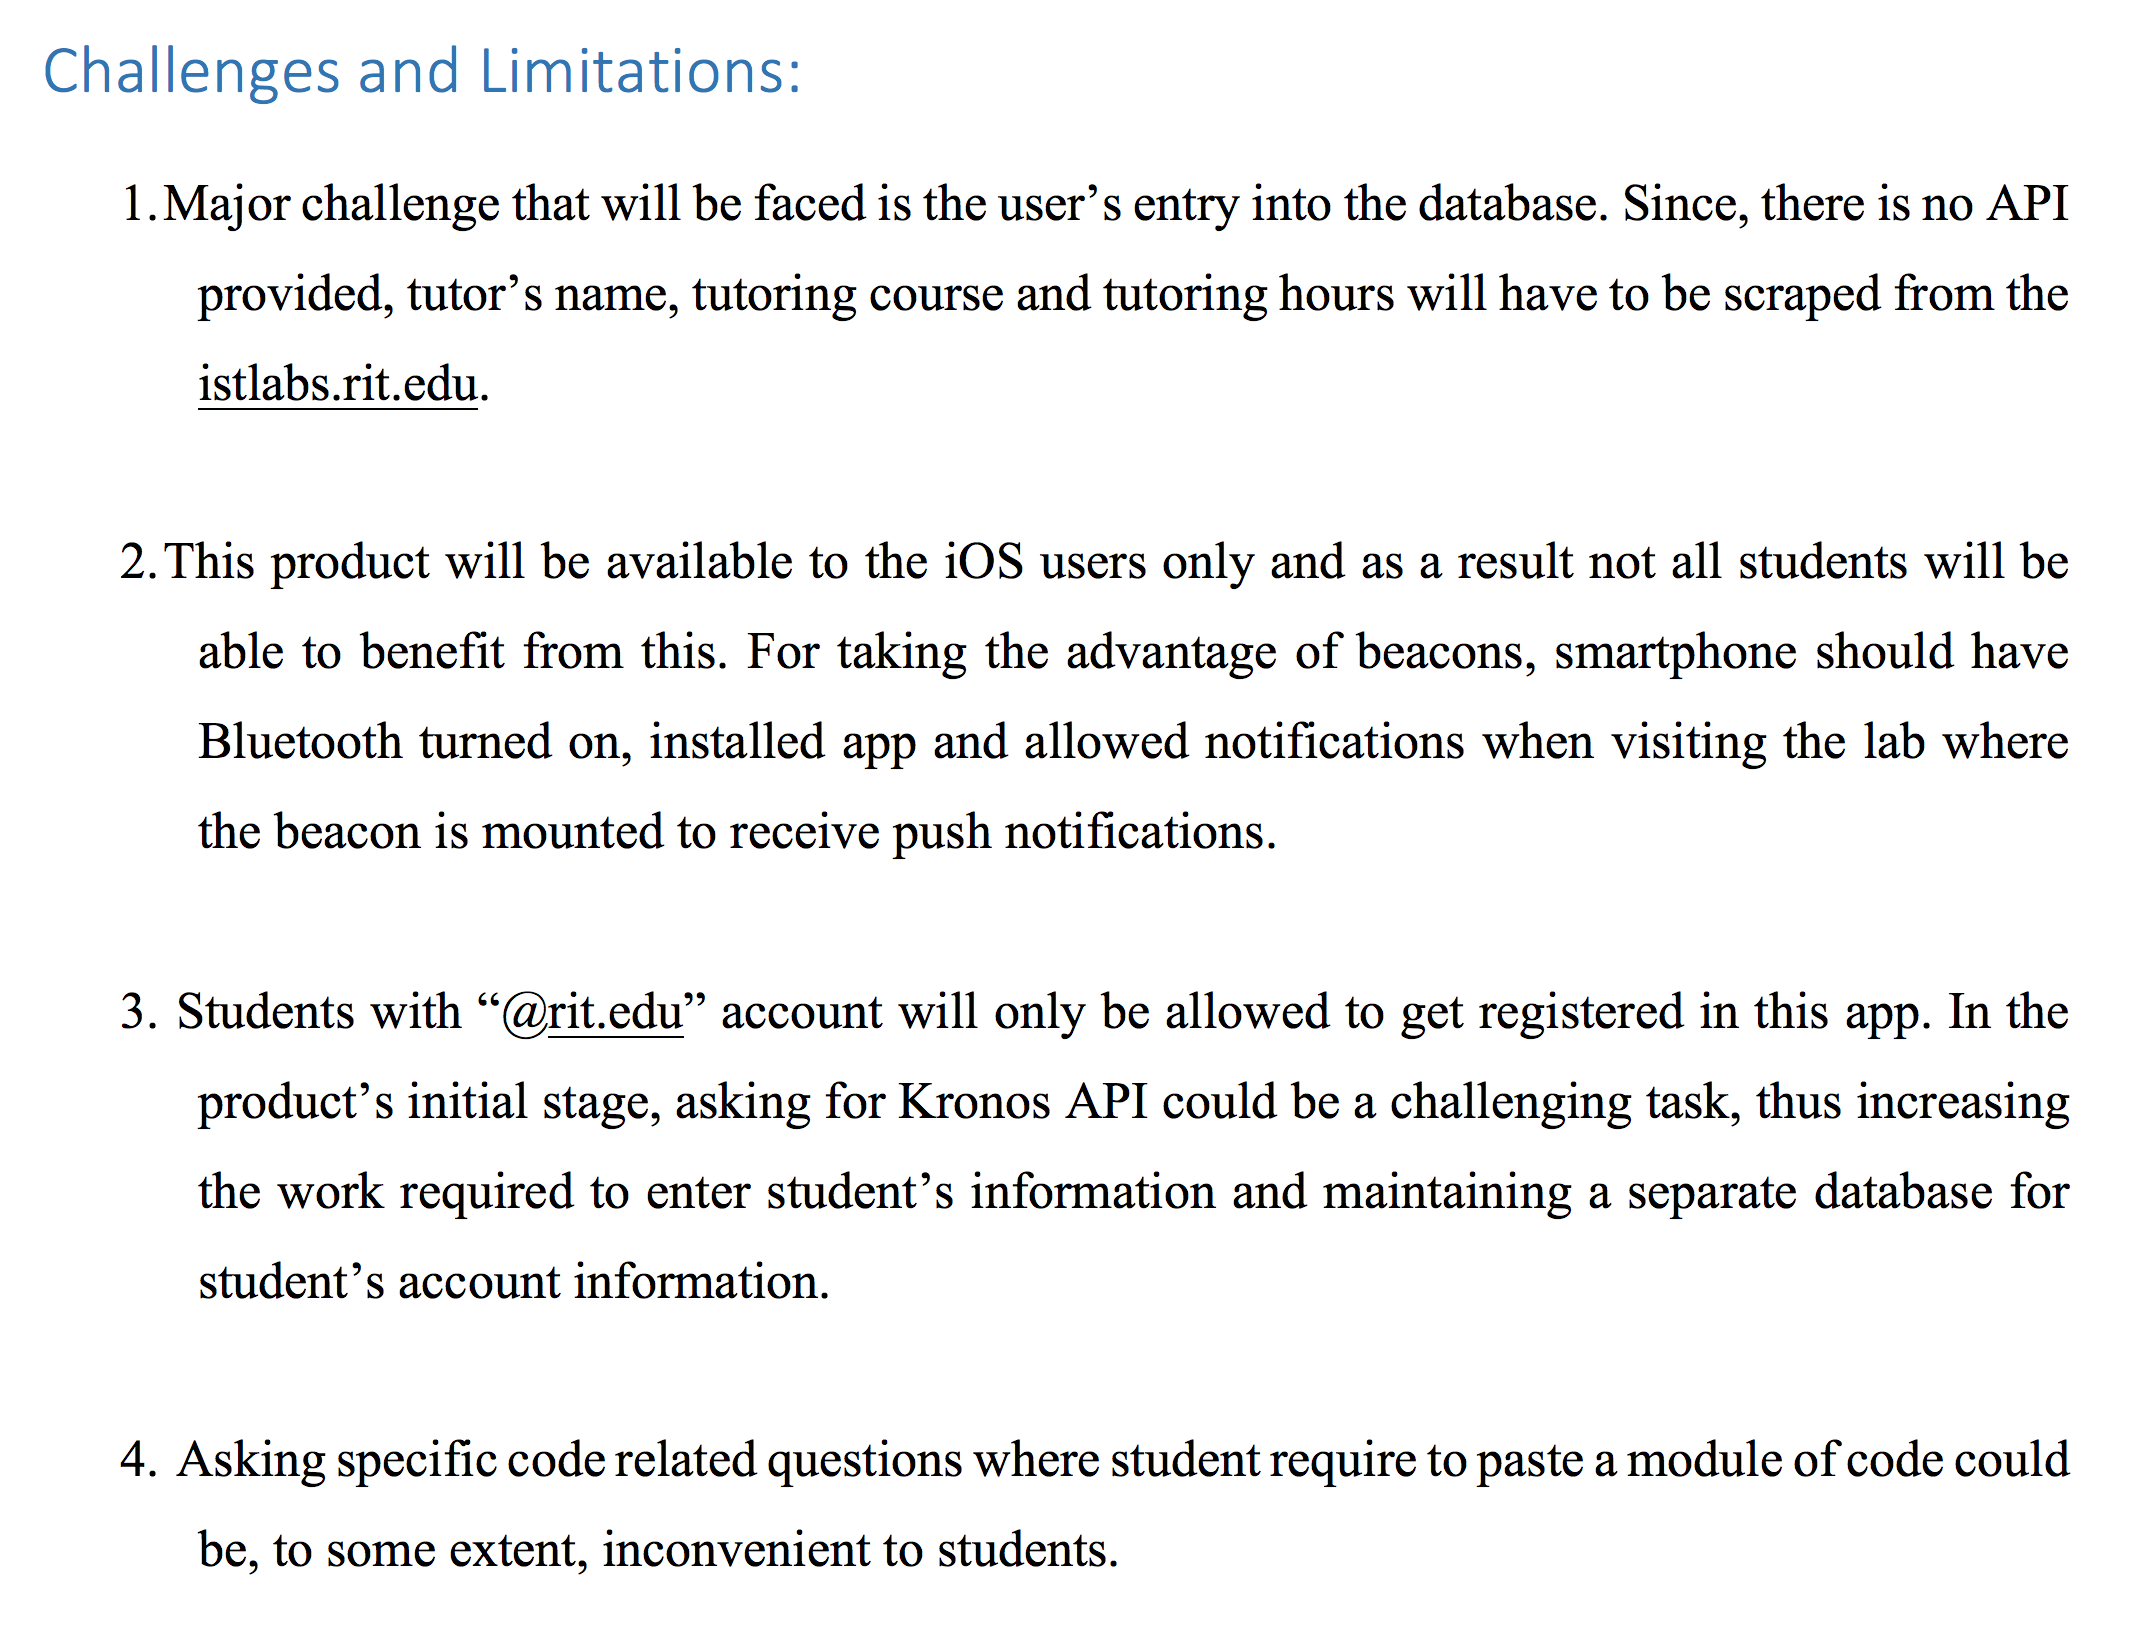 Challenges and Limitations:
1. Major challenge that will be faced is the user’s entry into the database. Since, there is no API
provided, tutor’s name, tutoring course and tutoring hours will have to be scraped from the
istlabs.rit.edu.
2. This product will be available to the iOS users only and as a result not all students will be
able to benefit from this. For taking the advantage of beacons, smartphone should have
Bluetooth turned on, installed app and allowed notifications when visiting the lab where
the beacon is mounted to receive push notifications.
3. Students with “@rit.edu” account will only be allowed to get registered in this app. In the
product’s initial stage, asking for Kronos API could be a challenging task, thus increasing
the work required to enter student’s information and maintaining a separate database for
student’s account information.
4. Asking specific code related questions where student require to paste a module of code could
be, to some extent, inconvenient to students.